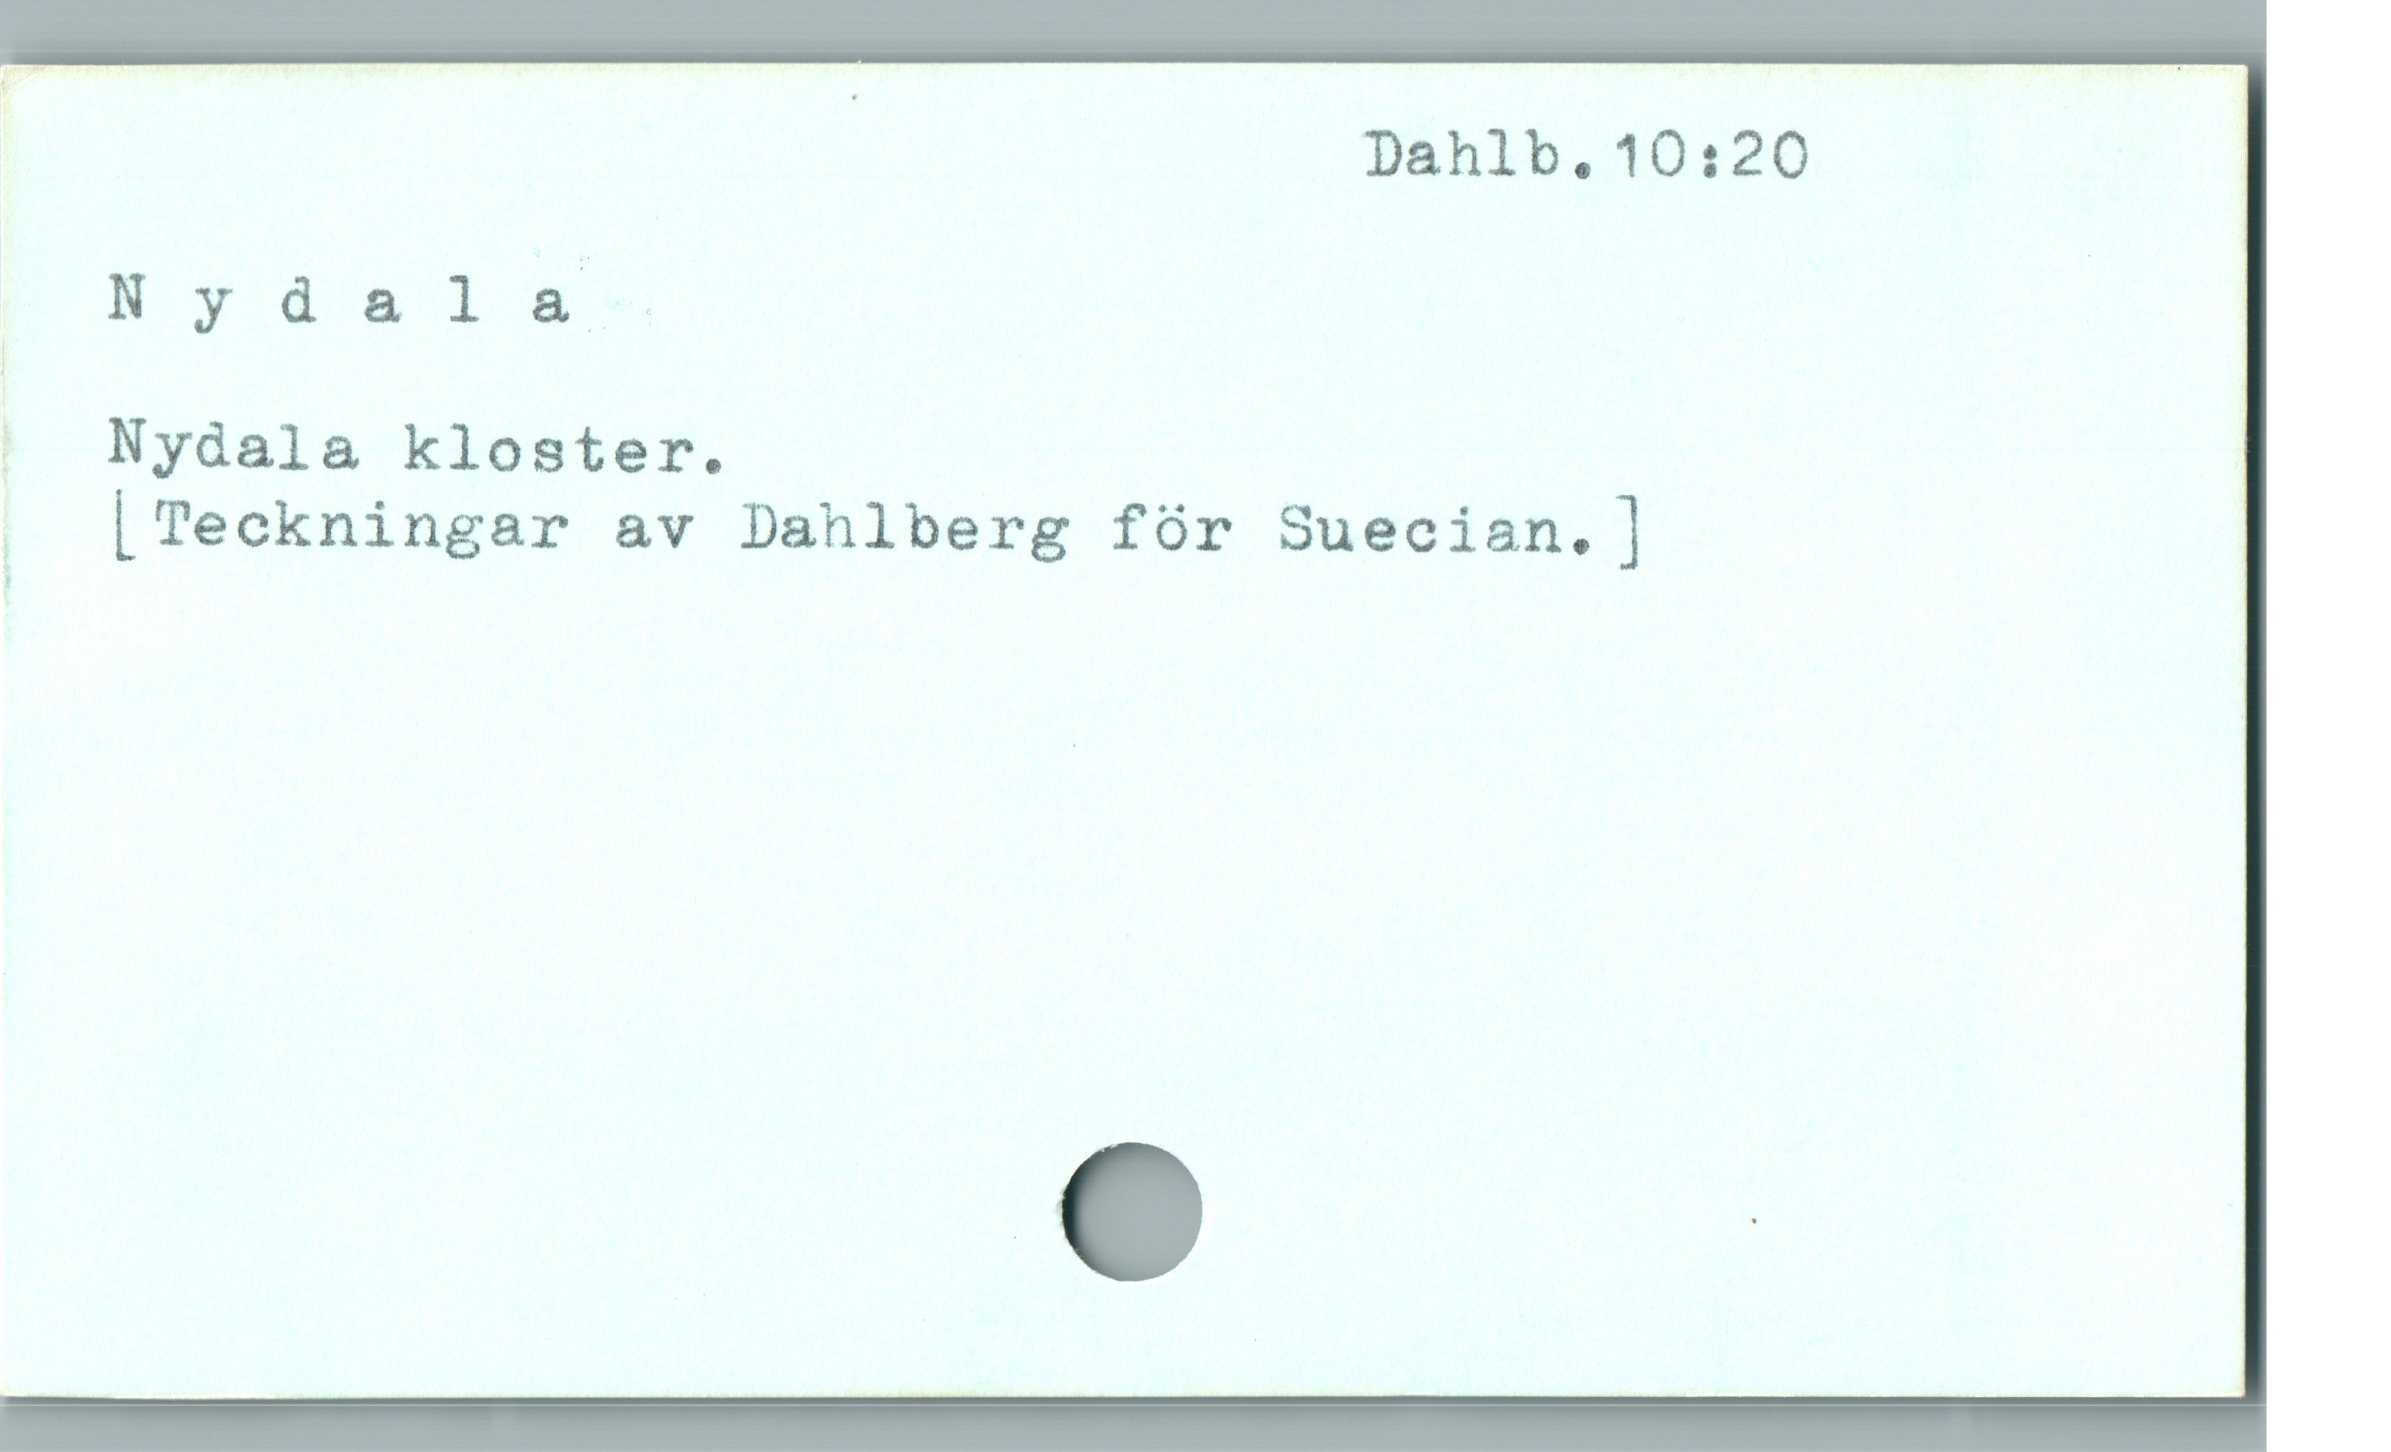 Dahlb.10:20
N y d a l a
Nydala kloster.
[Teckningar av Dahlberg för Suecian.]